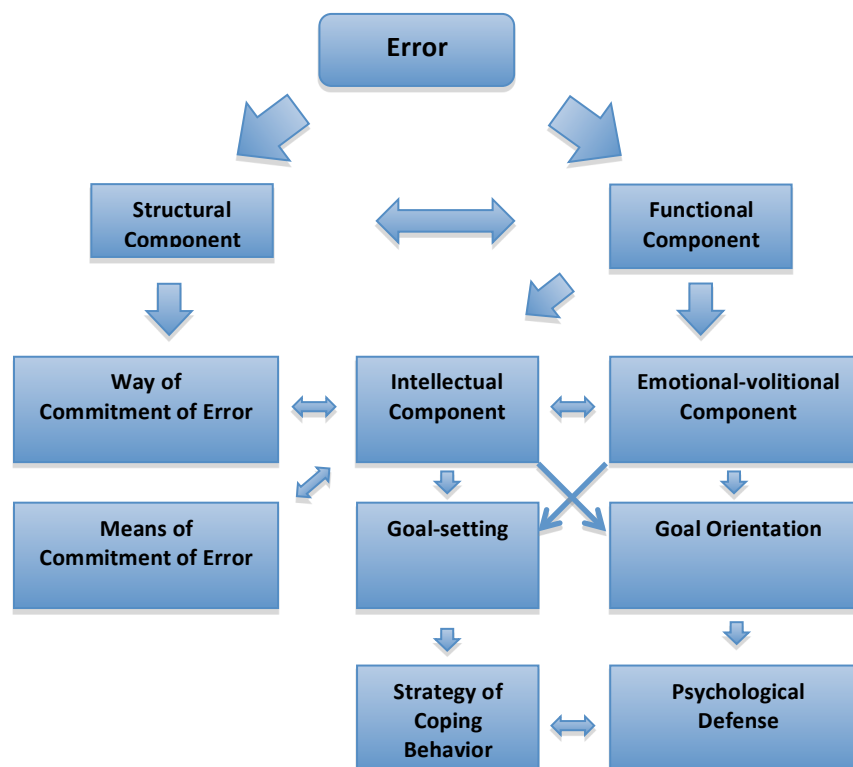 Error
Structural
Component
Functional
Component
Way of
Commitment of Error
Intellectual
Component
Emotional-volitional
Component
Means of
Commitment of Error
Goal-setting
Goal Orientation
Strategy of
Coping
Behavior
Psychological
Defense